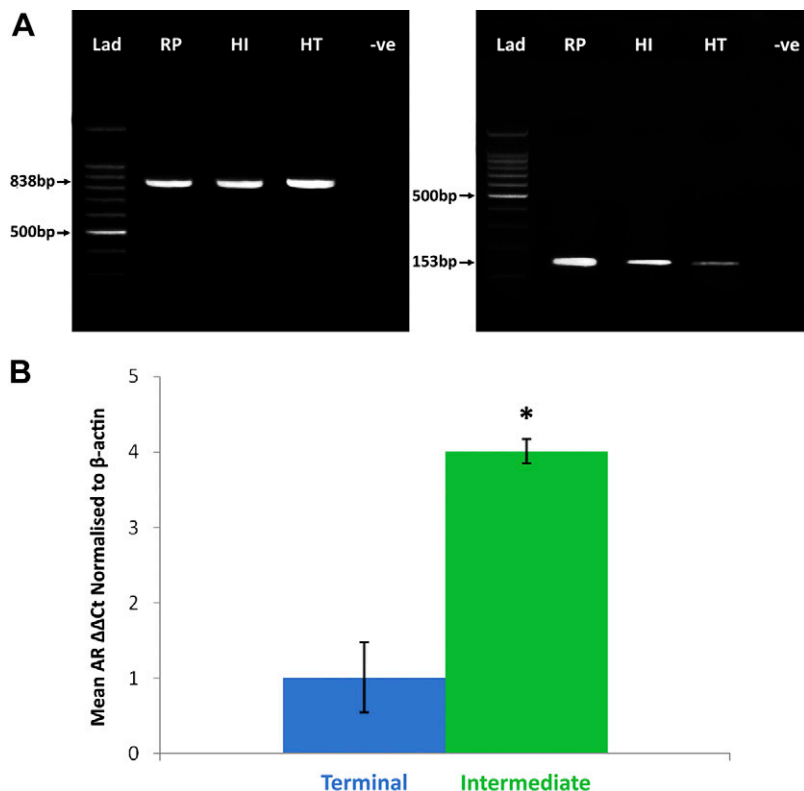 A
Lad RP HI HT -ve
838bp
500bp
Lad RP HI HT -ve
500bp
153bp
B
Mean AR ΔΔCt Normalised to β-actin
5
4
3
2
1
0
*
Terminal Intermediate